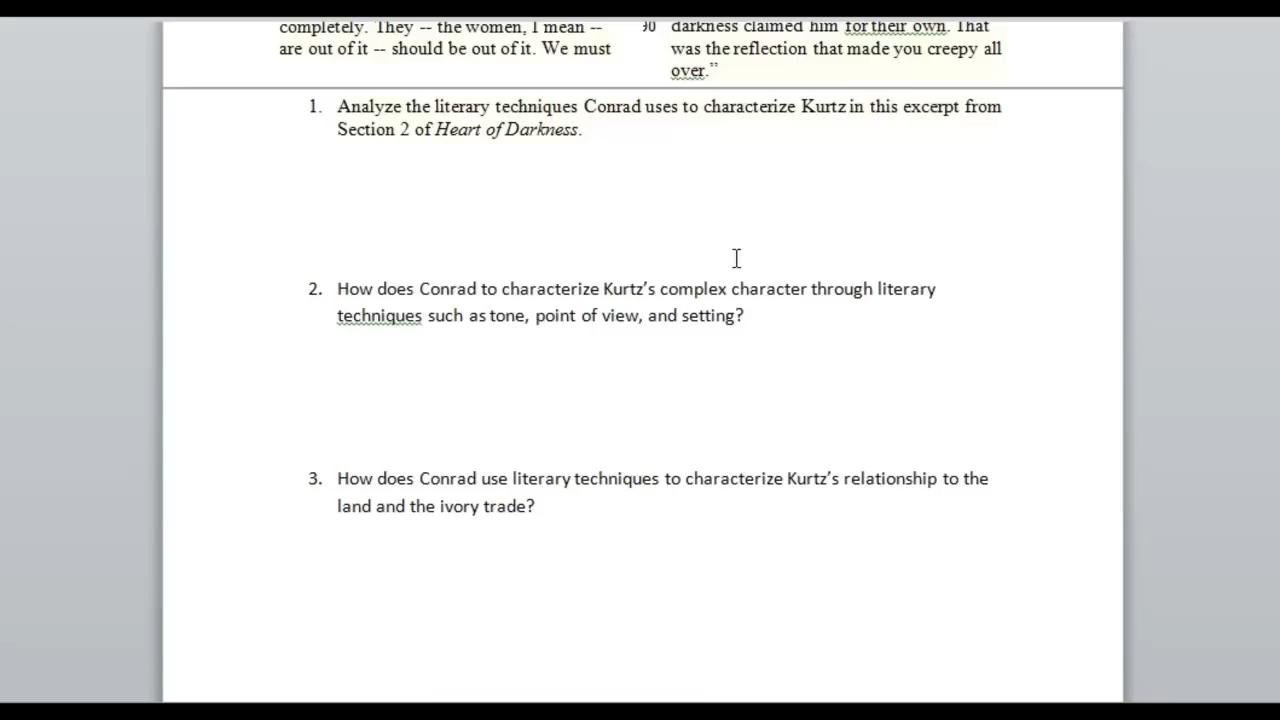 completely. They -- the women, I mean --
are out of it -- should be out of it. We must
darkness claimed him for their own. That
was the reflection that made you creepy all
over."
1. Analyze the literary techniques Conrad uses to characterize Kurtz in this excerpt from
Section 2 of Heart of Darkness.
2. How does Conrad to characterize Kurtz's complex character through literary
techniques such as tone, point of view, and setting?
3. How does Conrad use literary techniques to characterize Kurtz's relationship to the
land and the ivory trade?